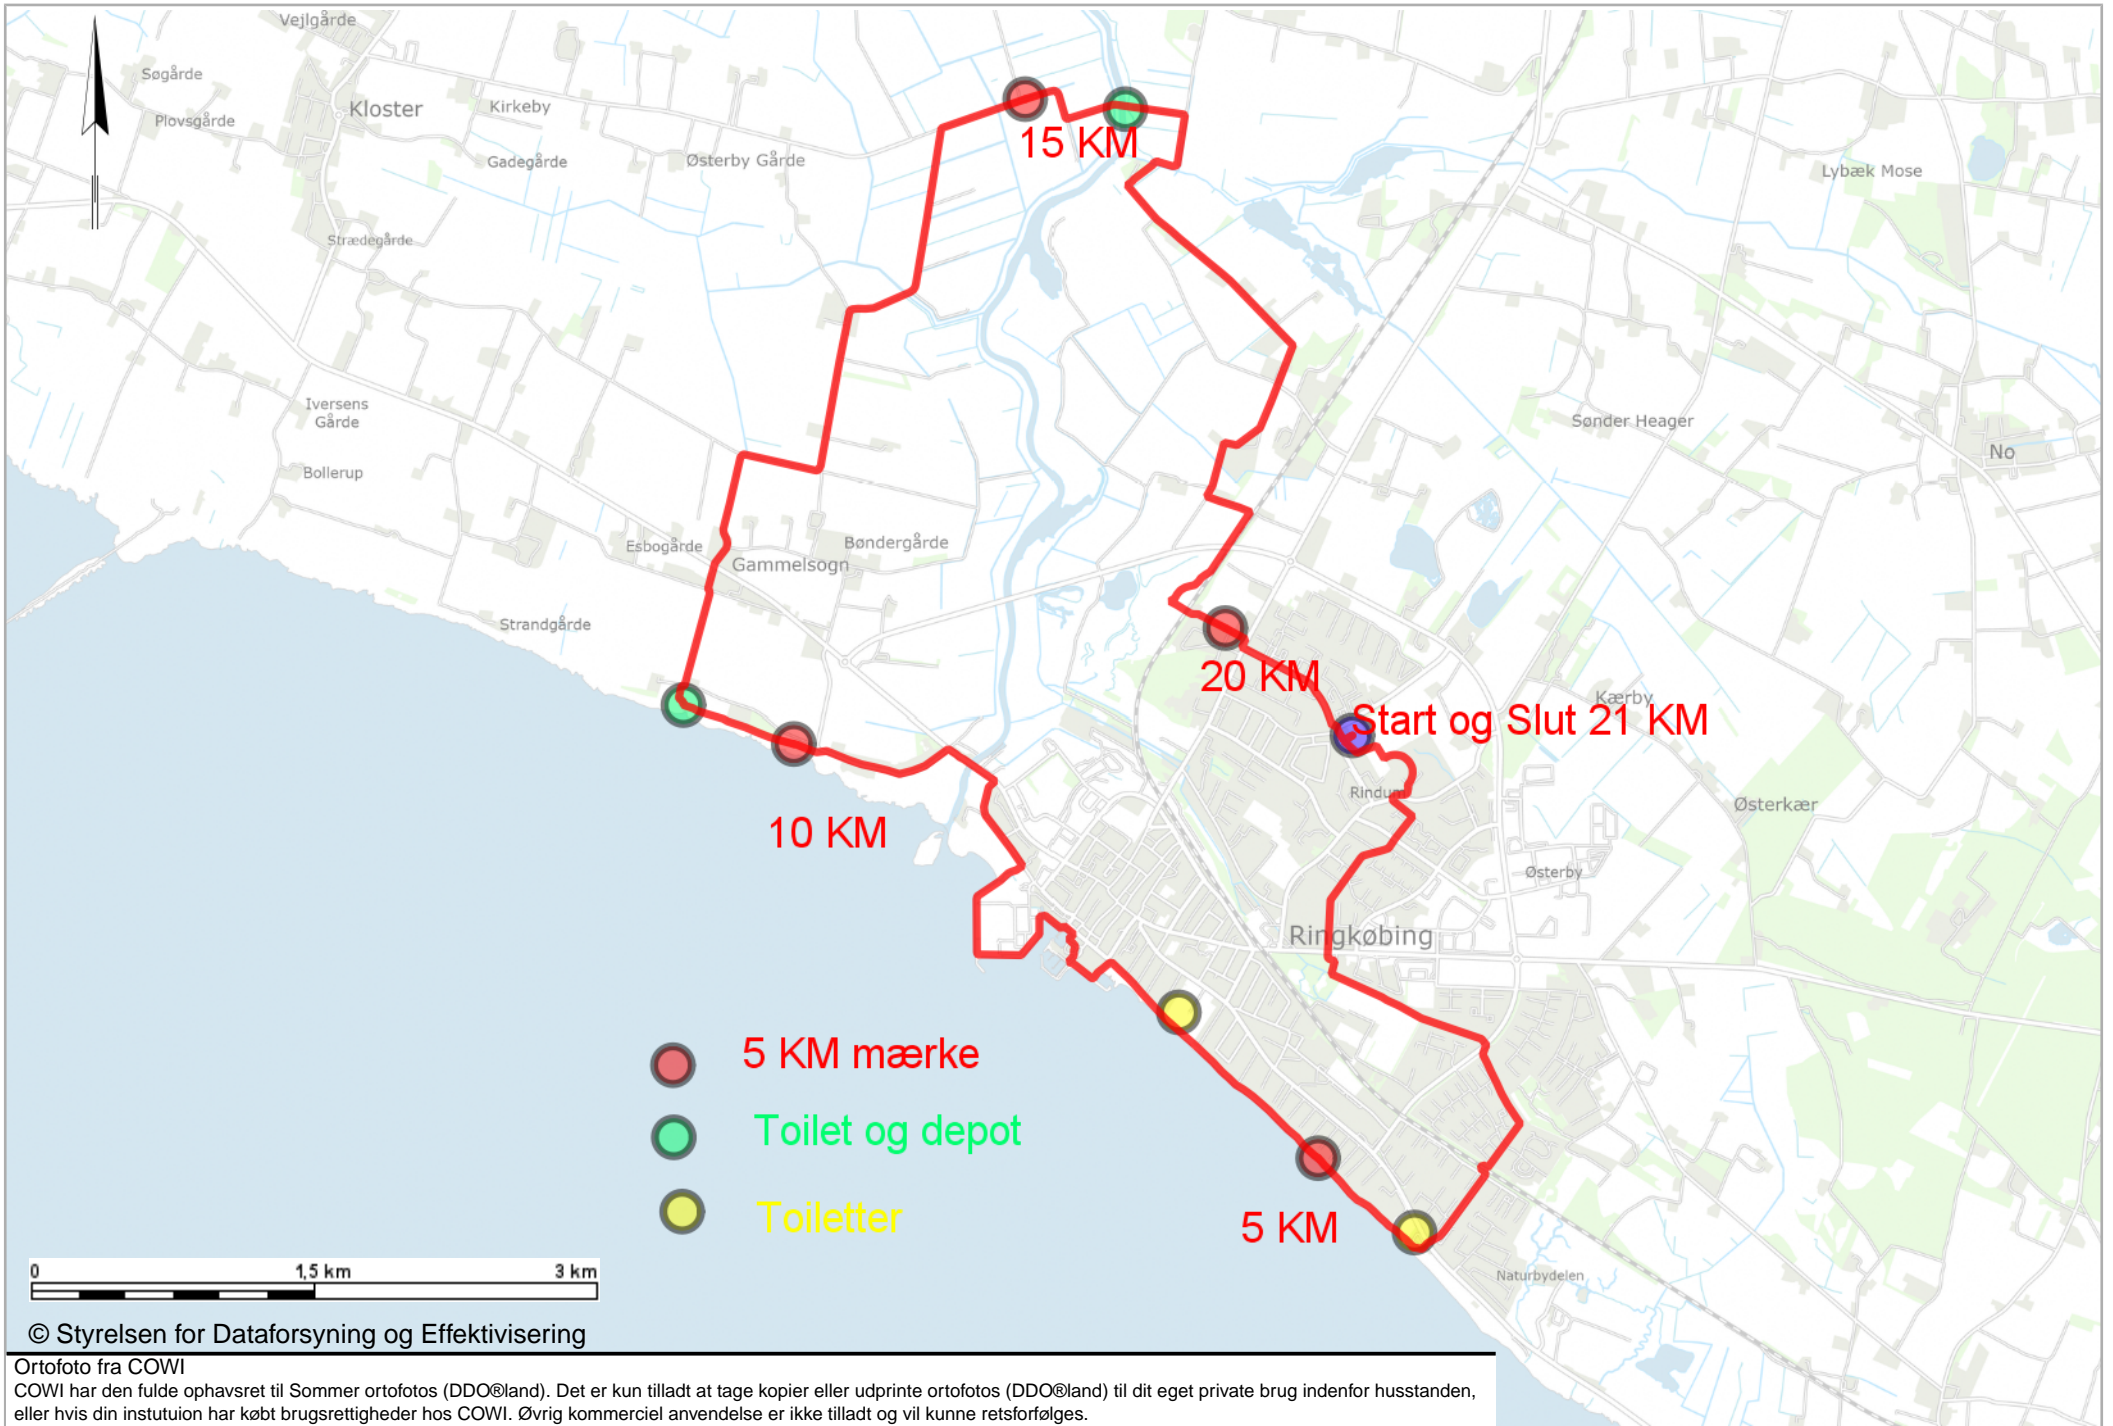 Vejlgårde
Søgårde
Kloster
Kirkeby
Plovsgårde
Gadegårde
Østerby Gårde
15 KM
Lybæk Mose
Strædegårde
Iversens
Gårde
Sønder Heager
No
Bollerup
Esbogårde
Bøndergårde
Gammelsogn
Strandgårde
20 KM
Kærby
Start og Slut 21 KM
Rindum
Østerkær
10 KM
Østerby
Ringkøbing
5 KM mærke
Toilet og depot
Toiletter
5 KM
Naturbydelen
0 1,5 km 3 km
© Styrelsen for Dataforsyning og Effektivisering
Ortofoto fra COWI
COWI har den fulde ophavsret til Sommer ortofotos (DDO®land). Det er kun tilladt at tage kopier eller udprinte ortofotos (DDO®land) til dit eget private brug indenfor husstanden,
eller hvis din instutuion har købt brugsrettigheder hos COWI. Øvrig kommerciel anvendelse er ikke tilladt og vil kunne retsforfølges.